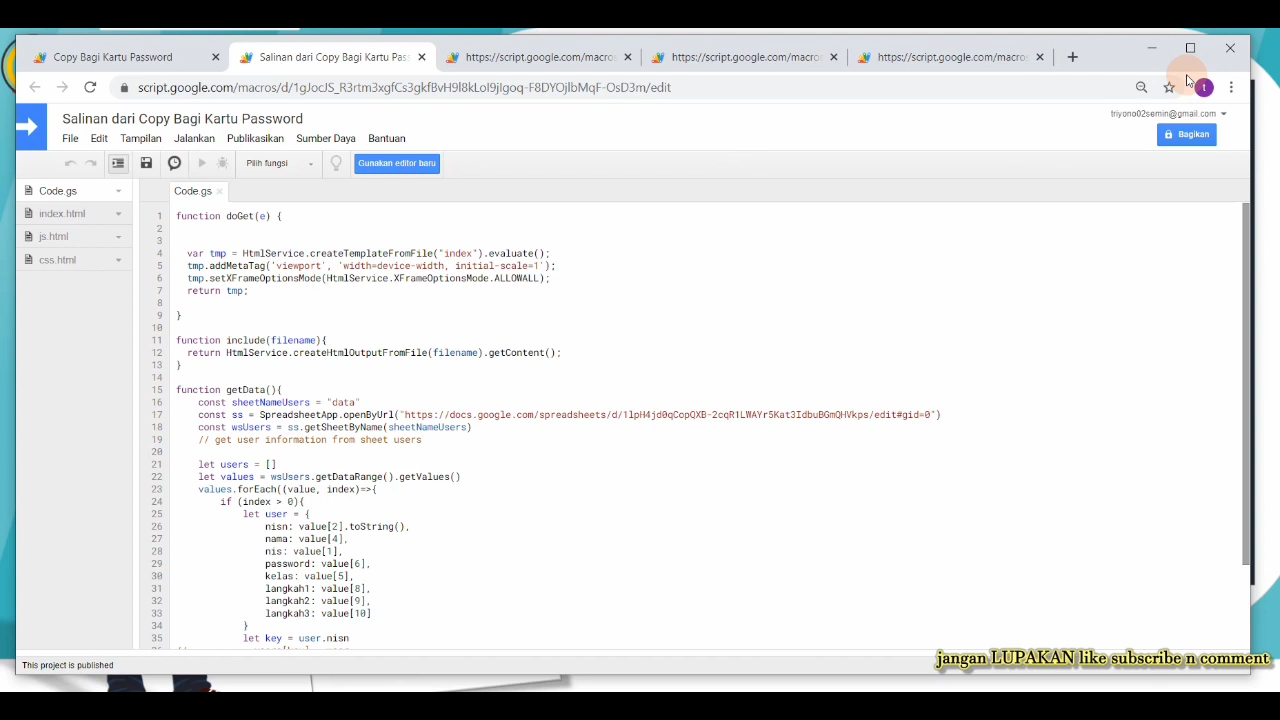 Copy Bagi Kartu Password
Salinan dari Copy Bagi Kartu Pas
https://script.google.com/macros
https://script.google.com/macros
https://script.google.com/macros
script.google.com/macros/d/1gJocJS_R3rtm3xgfCs3gkfBvH9l8kLoI9jlgoq-F8DYOjlbMqF-OsD3m/edit
t
Salinan dari Copy Bagi Kartu Password
triyono02semin@gmail.com
File Edit Tampilan Jalankan Publikasikan Sumber Daya Bantuan
Bagikan
Pilih fungsi
Gunakan editor baru
Code.gs
index.html
js.html
css.html
Code.gs
1 function doGet(e) {
2
3
4 var tmp = HtmlService.createTemplateFromFile("index").evaluate();
5 tmp.addMetaTag('viewport', 'width=device-width, initial-scale=1');
6 tmp.setXFrameOptionsMode(HtmlService.XFrameOptionsMode.ALLOWALL);
7 return tmp;
8
9 }
10
11 function include(filename){
12 return HtmlService.createHtmlOutputFromFile(filename).getContent();
13 }
14
15 function getData(){
16 const sheetNameUsers = "data"
17 const ss = SpreadsheetApp.openByUrl("https://docs.google.com/spreadsheets/d/1lpH4jd0qCopQXB-2cqR1LWAYr5Kat3IdbuBGmQHVkps/edit#gid=0")
18 const wsUsers = ss.getSheetByName(sheetNameUsers)
19 // get user information from sheet users
20
21 let users = []
22 let values = wsUsers.getDataRange().getValues()
23 values.forEach((value, index)=>{
24 if (index > 0){
25 let user = {
26 nisn: value[2].toString(),
27 nama: value[4],
28 nis: value[1],
29 password: value[6],
30 kelas: value[5],
31 langkah1: value[8],
32 langkah2: value[9],
33 langkah3: value[10]
34 }
35 let key = user.nisn
This project is published
jangan LUPAKAN like subscribe n comment